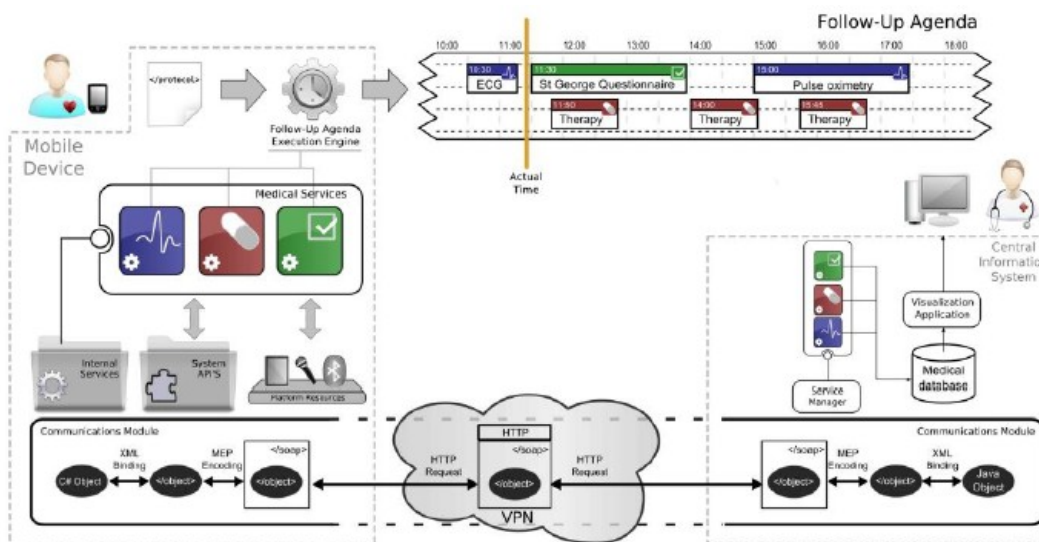 Follow-Up Agenda
10:00 11:00 12:00 13:00 14:00 15:00 16:00 17:00 18:00
10:30
ECG
11:30
St George Questionnaire
15:00
Pulse oximetry
11:50
Therapy
14:00
Therapy
15:45
Therapy
Actual
Time
</protocol>
Follow-Up Agenda
Execution Engine
Mobile
Device
Medical Services
Internal
Services
System
API'S
Platform Resources
Central
Information
System
Visualization
Application
Medical
database
Service
Manager
Communications Module
C# Object
XML
Binding
</object>
MEP
Encoding
</soap>
</object>
HTTP
Request
HTTP
</soap>
</object>
VPN
HTTP
Request
Communications Module
</soap>
</object>
MEP
Encoding
</object>
XML
Binding
Java
Object